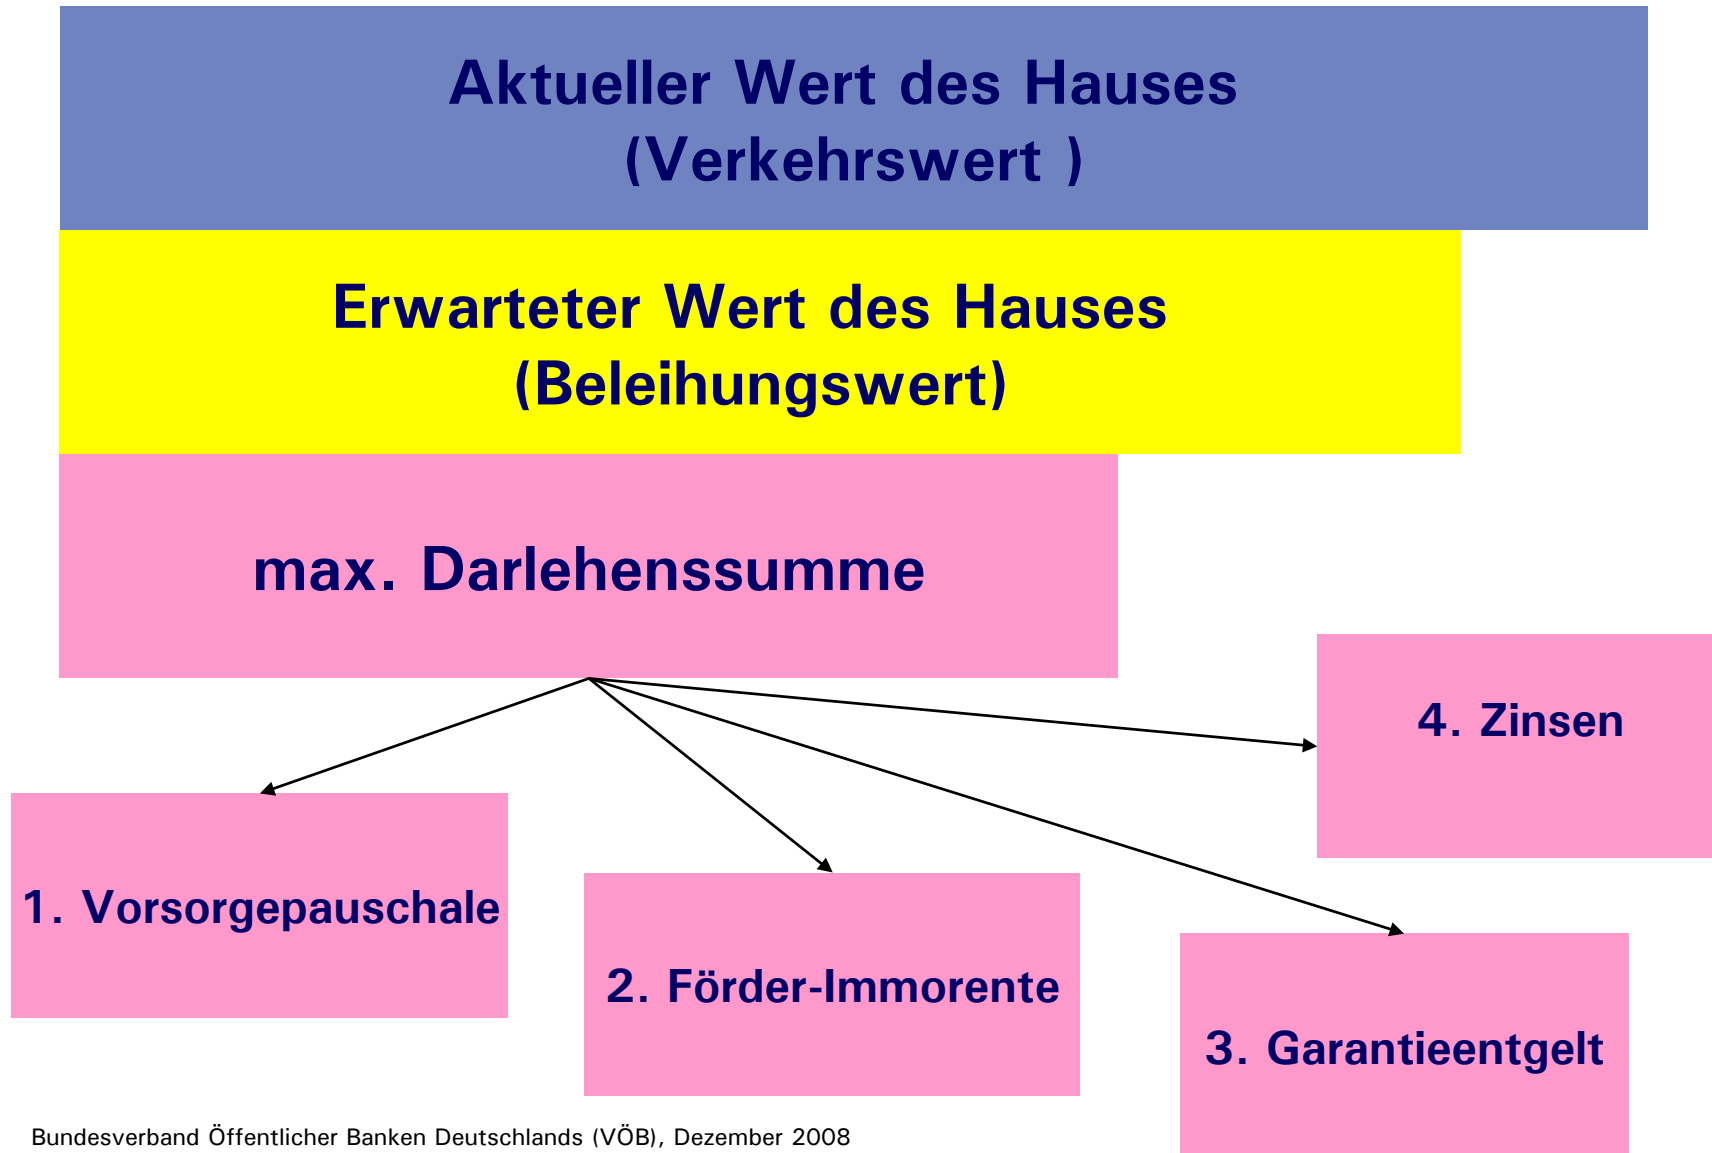 Aktueller Wert des Hauses
(Verkehrswert )
Erwarteter Wert des Hauses
(Beleihungswert)
max. Darlehenssumme
4. Zinsen
1. Vorsorgepauschale
2. Förder-Immorente
3. Garantieentgelt
Bundesverband Öffentlicher Banken Deutschlands (VÖB), Dezember 2008